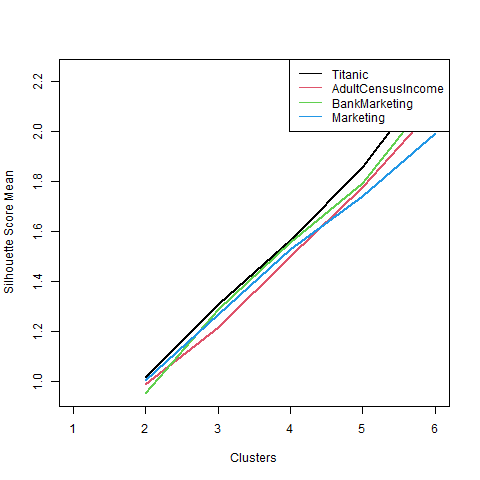 Titanic
AdultCensusIncome
BankMarketing
Marketing
Silhouette Score Mean
2.2
2.0
1.8
1.6
1.4
1.2
1.0
1 2 3 4 5 6
Clusters